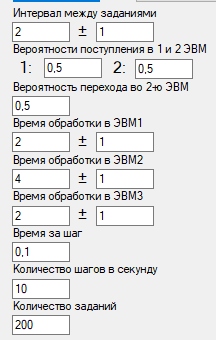 Интервал между заданиями
2 ± 1
Вероятности поступления в 1 и 2 ЭВМ
1: 0,5 2: 0,5
Вероятность перехода во 2-ю ЭВМ
0,5
Время обработки в ЭВМ1
2 ± 1
Время обработки в ЭВМ2
4 ± 1
Время обработки в ЭВМ3
2 ± 1
Время за шаг
0,1
Количество шагов в секунду
10
Количество заданий
200